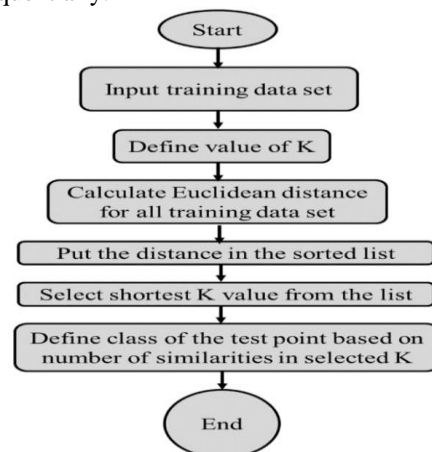 Start
Input training data set
Define value of K
Calculate Euclidean distance
for all training data set
Put the distance in the sorted list
Select shortest K value from the list
Define class of the test point based on
number of similarities in selected K
End